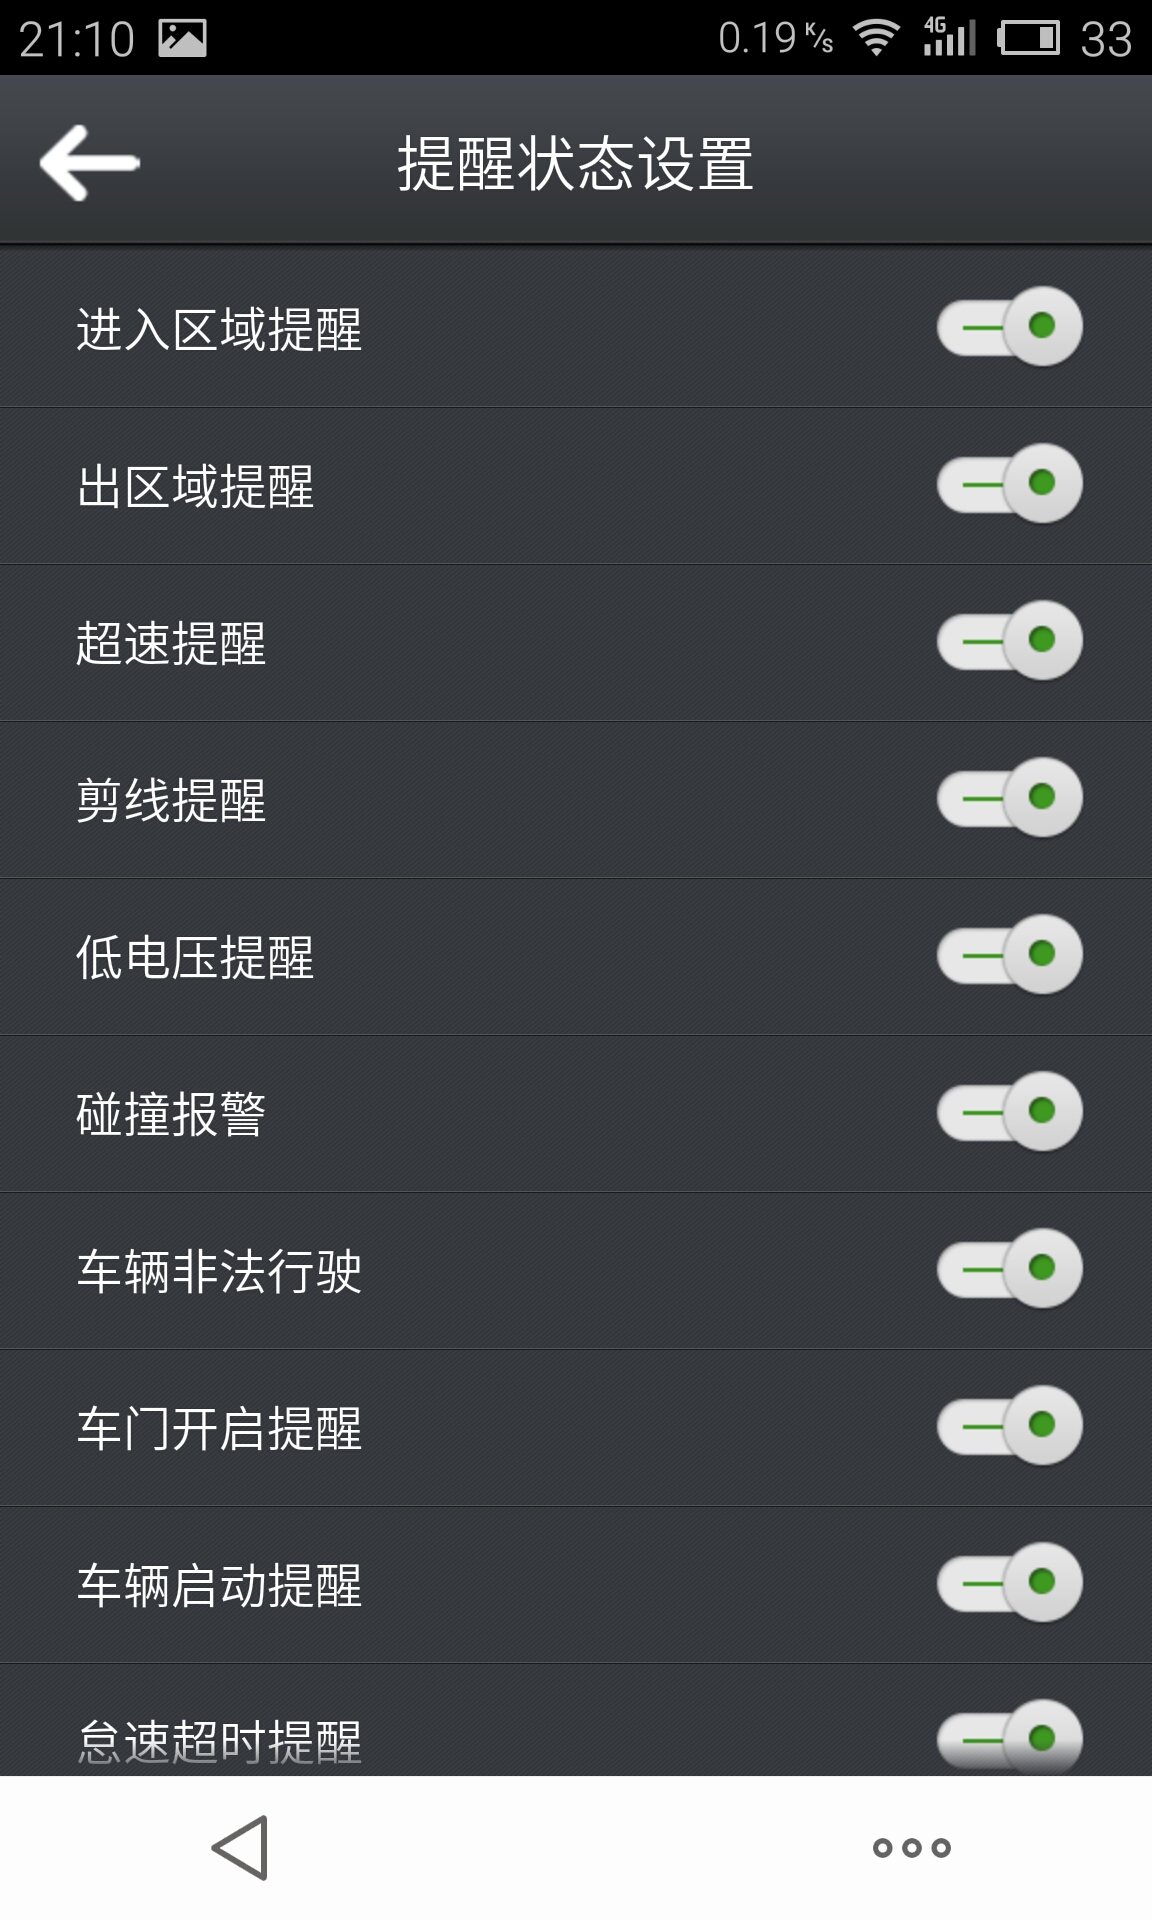 21:10 0.19 K/s 4G 33
提醒状态设置
进入区域提醒
出区域提醒
超速提醒
剪线提醒
低电压提醒
碰撞报警
车辆非法行驶
车门开启提醒
车辆启动提醒
怠速超时提醒